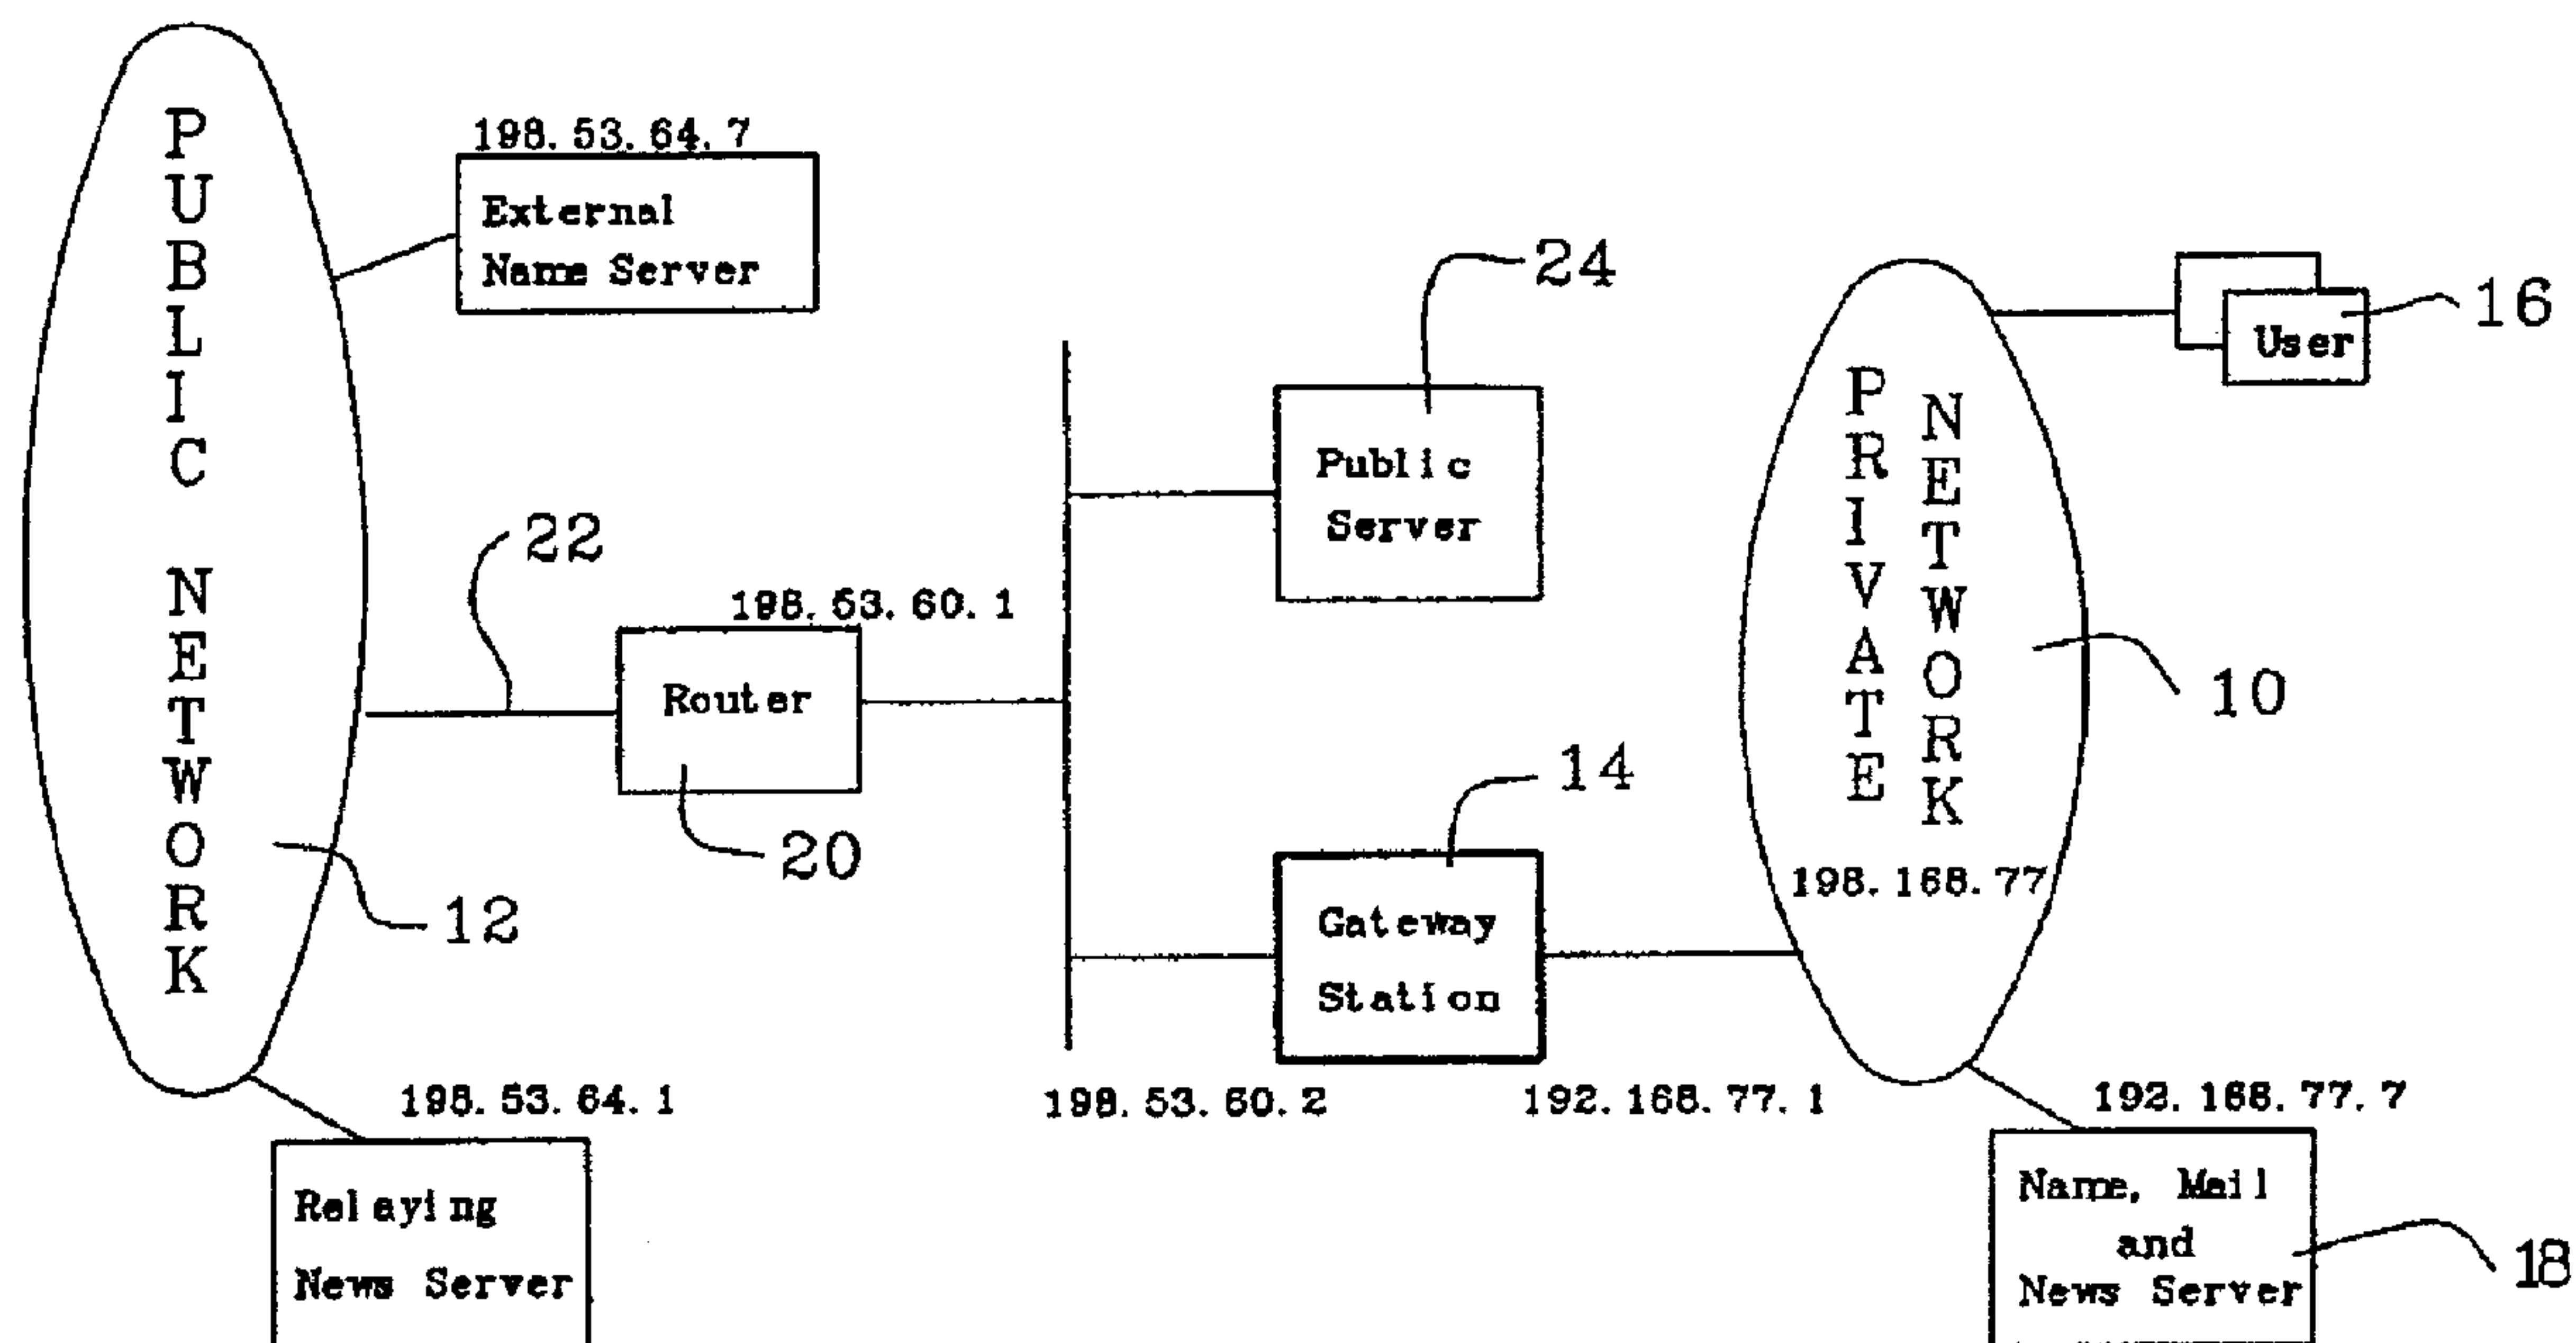 PUBLIC NETWORK
198.53.64.7
External
Name Server
22
198.53.60.1
Router
20
12
198.53.64.1
Relaying
News Server
24
Public
Server
14
Gateway
Station
198.53.60.2
192.168.77.1
PRIVATE
NETWORK
198.168.77
10
User
16
192.168.77.7
Name, Mail
and
News Server
18